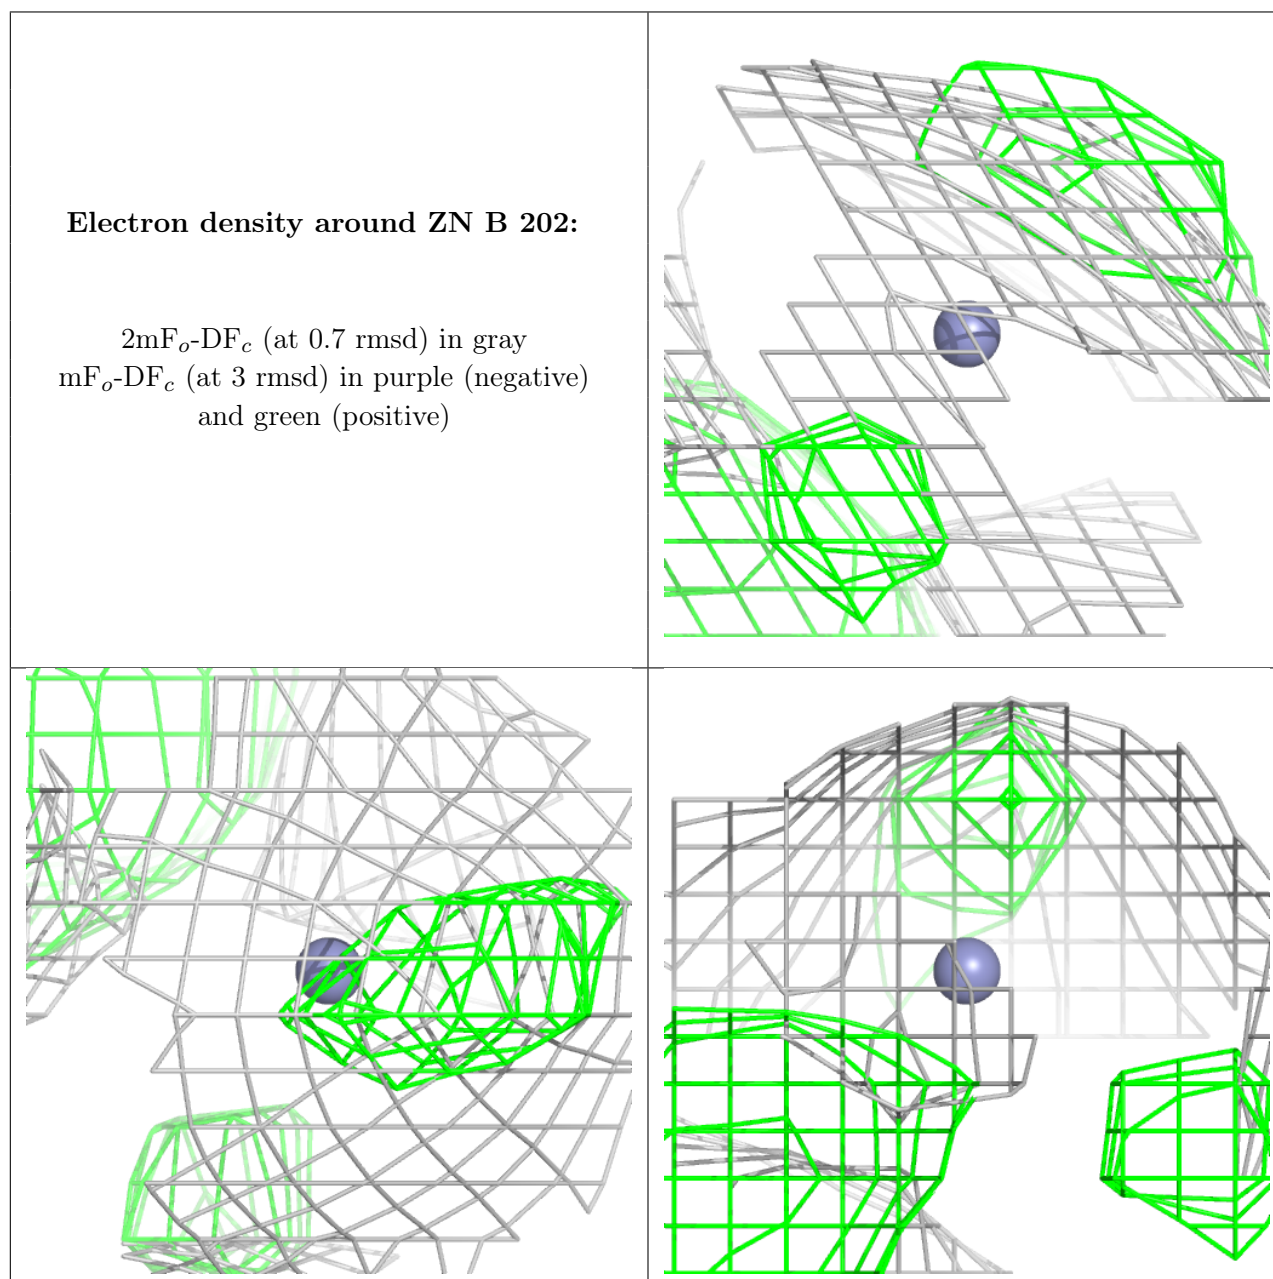 Electron density around ZN B 202:
2mFo-DFc (at 0.7 rmsd) in gray
mFo-DFc (at 3 rmsd) in purple (negative)
and green (positive)